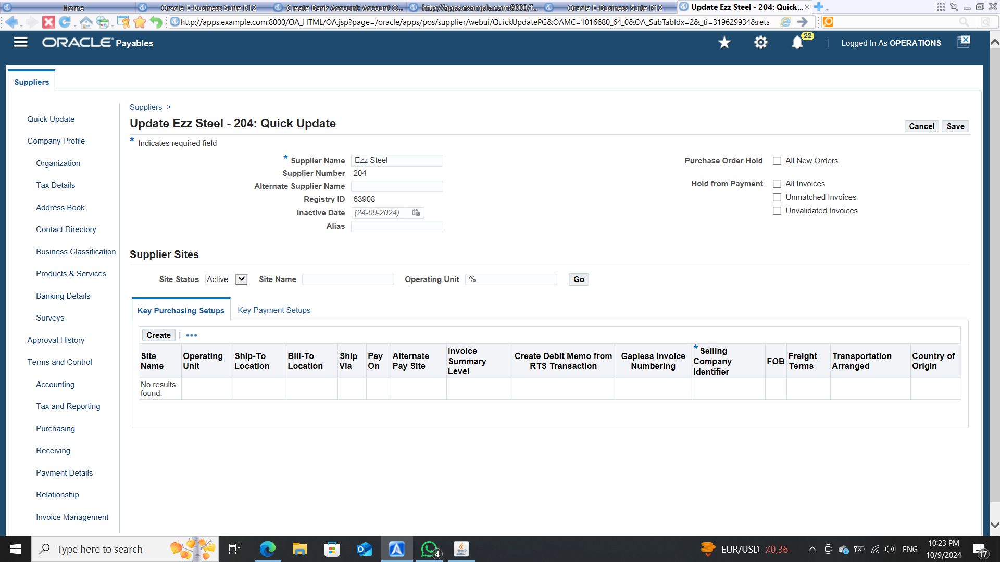 Home
Oracle E-Business Suite R12
Create Bank Account: Account O...
http://apps.example.com:8000/f...
Oracle E-Business Suite R12
Update Ezz Steel - 204: Quick...
http://apps.example.com:8000/OA_HTML/OA.jsp?page=/oracle/apps/pos/supplier/webui/QuickUpdatePG&OAMC=1016680_64_0&OA_SubTabIdx=2&_ti=319629934&reta
ORACLE Payables
22
Logged In As OPERATIONS
Suppliers
Quick Update
Company Profile
Organization
Tax Details
Address Book
Contact Directory
Business Classification
Products & Services
Banking Details
Surveys
Approval History
Terms and Control
Accounting
Tax and Reporting
Purchasing
Receiving
Payment Details
Relationship
Invoice Management
Suppliers >
Update Ezz Steel - 204: Quick Update
Cancel
Save
* Indicates required field
* Supplier Name Ezz Steel
Supplier Number 204
Alternate Supplier Name
Registry ID 63908
Inactive Date (24-09-2024)
Alias
Purchase Order Hold All New Orders
Hold from Payment All Invoices
Unmatched Invoices
Unvalidated Invoices
Supplier Sites
Site Status Active Site Name Operating Unit % Go
Key Purchasing Setups
Key Payment Setups
Create | •••
Site Name
Operating Unit
Ship-To Location
Bill-To Location
Ship Via
Pay On
Alternate Pay Site
Invoice Summary Level
Create Debit Memo from RTS Transaction
Gapless Invoice Numbering
* Selling Company Identifier
FOB
Freight Terms
Transportation Arranged
Country of Origin
No results found.
Type here to search
4
EUR/USD ٪0,36-
ENG
10:23 PM
10/9/2024
17